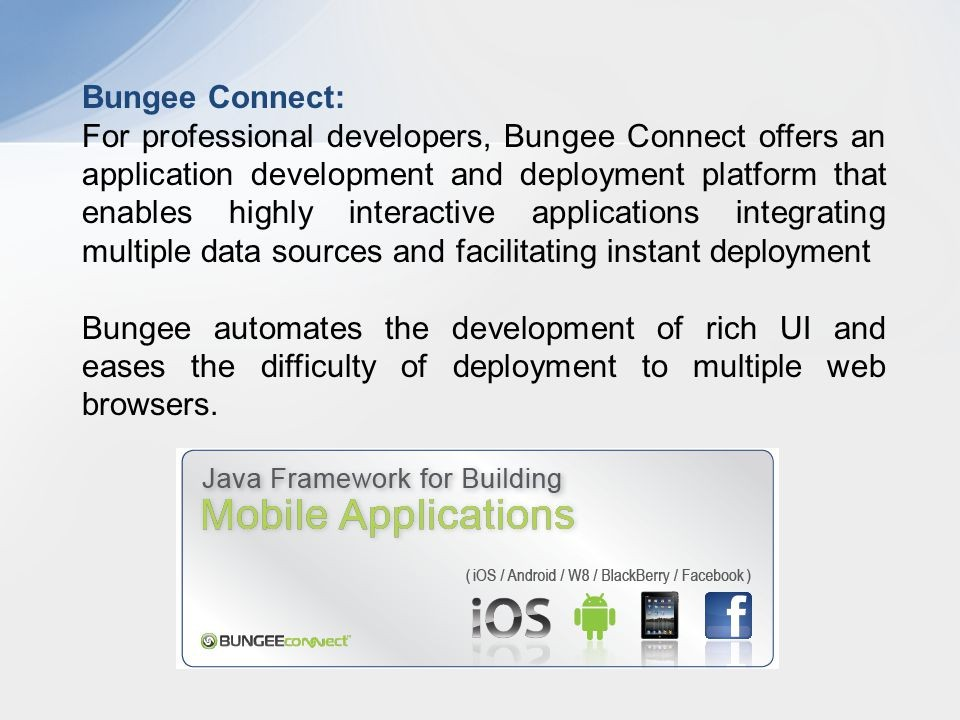 Bungee Connect:
For professional developers, Bungee Connect offers an
application development and deployment platform that
enables highly interactive applications integrating
multiple data sources and facilitating instant deployment
Bungee automates the development of rich UI and
eases the difficulty of deployment to multiple web
browsers.
Java Framework for Building
Mobile Applications
( iOS / Android / W8 / BlackBerry / Facebook )
iOS
f
BUNGEEconnect™